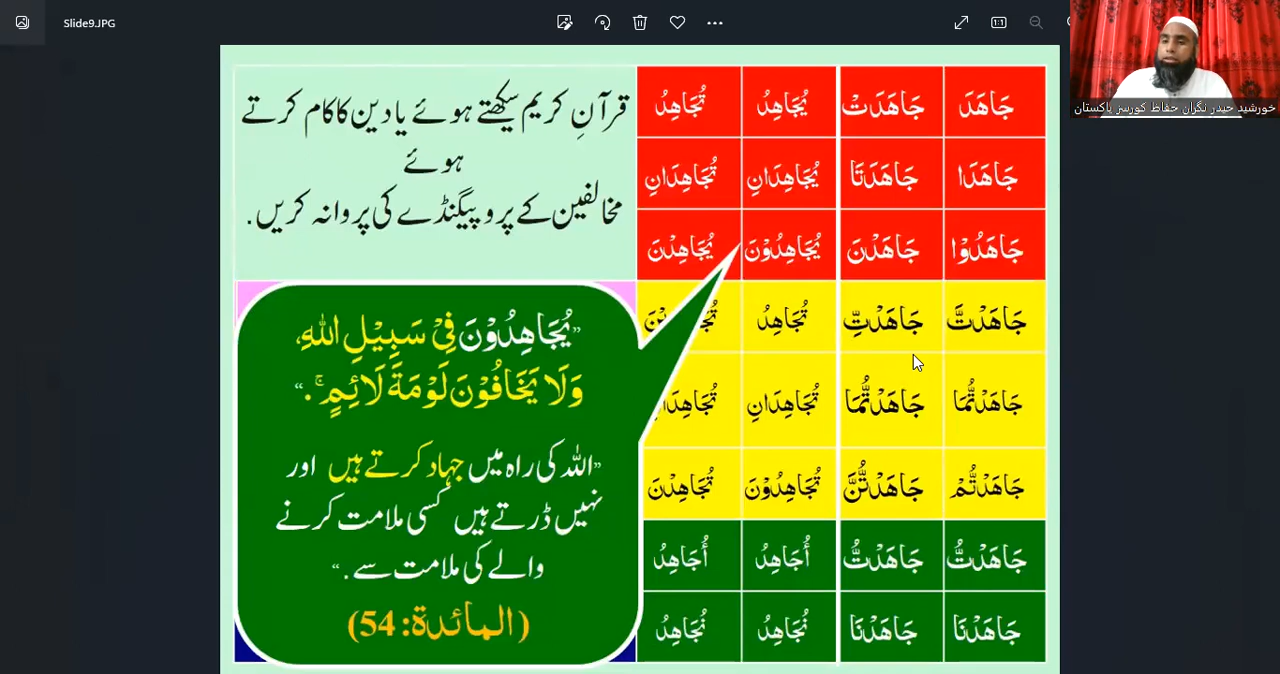 Slide9.JPG
خورشید حیدر نگران حفاظ کورسز پاکستان
جَاهَدَ جَاهَدَتْ يُجَاهِدُ تُجَاهِدُ
جَاهَدَا جَاهَدَتَا يُجَاهِدَانِ تُجَاهِدَانِ
جَاهَدُوْا جَاهَدْنَ يُجَاهِدُوْنَ يُجَاهِدْنَ
جَاهَدْتَّ جَاهَدْتِّ تُجَاهِدُ
جَاهَدْتُّمَا جَاهَدْتُّمَا تُجَاهِدَانِ تُجَاهِدَانِ
جَاهَدْتُّمْ جَاهَدْتُّنَّ تُجَاهِدُوْنَ تُجَاهِدْنَ
جَاهَدْتُّ جَاهَدْتُّ أُجَاهِدُ أُجَاهِدُ
جَاهَدْنَا جَاهَدْنَا نُجَاهِدُ نُجَاهِدُ
قرآنِ کریم سیکھتے ہوئے یا دین کا کام کرتے
ہوئے
مخالفین کے پروپیگنڈے کی پروا نہ کریں.
”يُجَاهِدُوْنَ فِيْ سَبِيْلِ اللهِ،
وَلَا يَخَافُوْنَ لَوْمَةَ لَائِمٍ ۚ.“
”اللہ کی راہ میں جہاد کرتے ہیں اور
نہیں ڈرتے ہیں کسی ملامت کرنے
والے کی ملامت سے.“
(المائدة: 54)